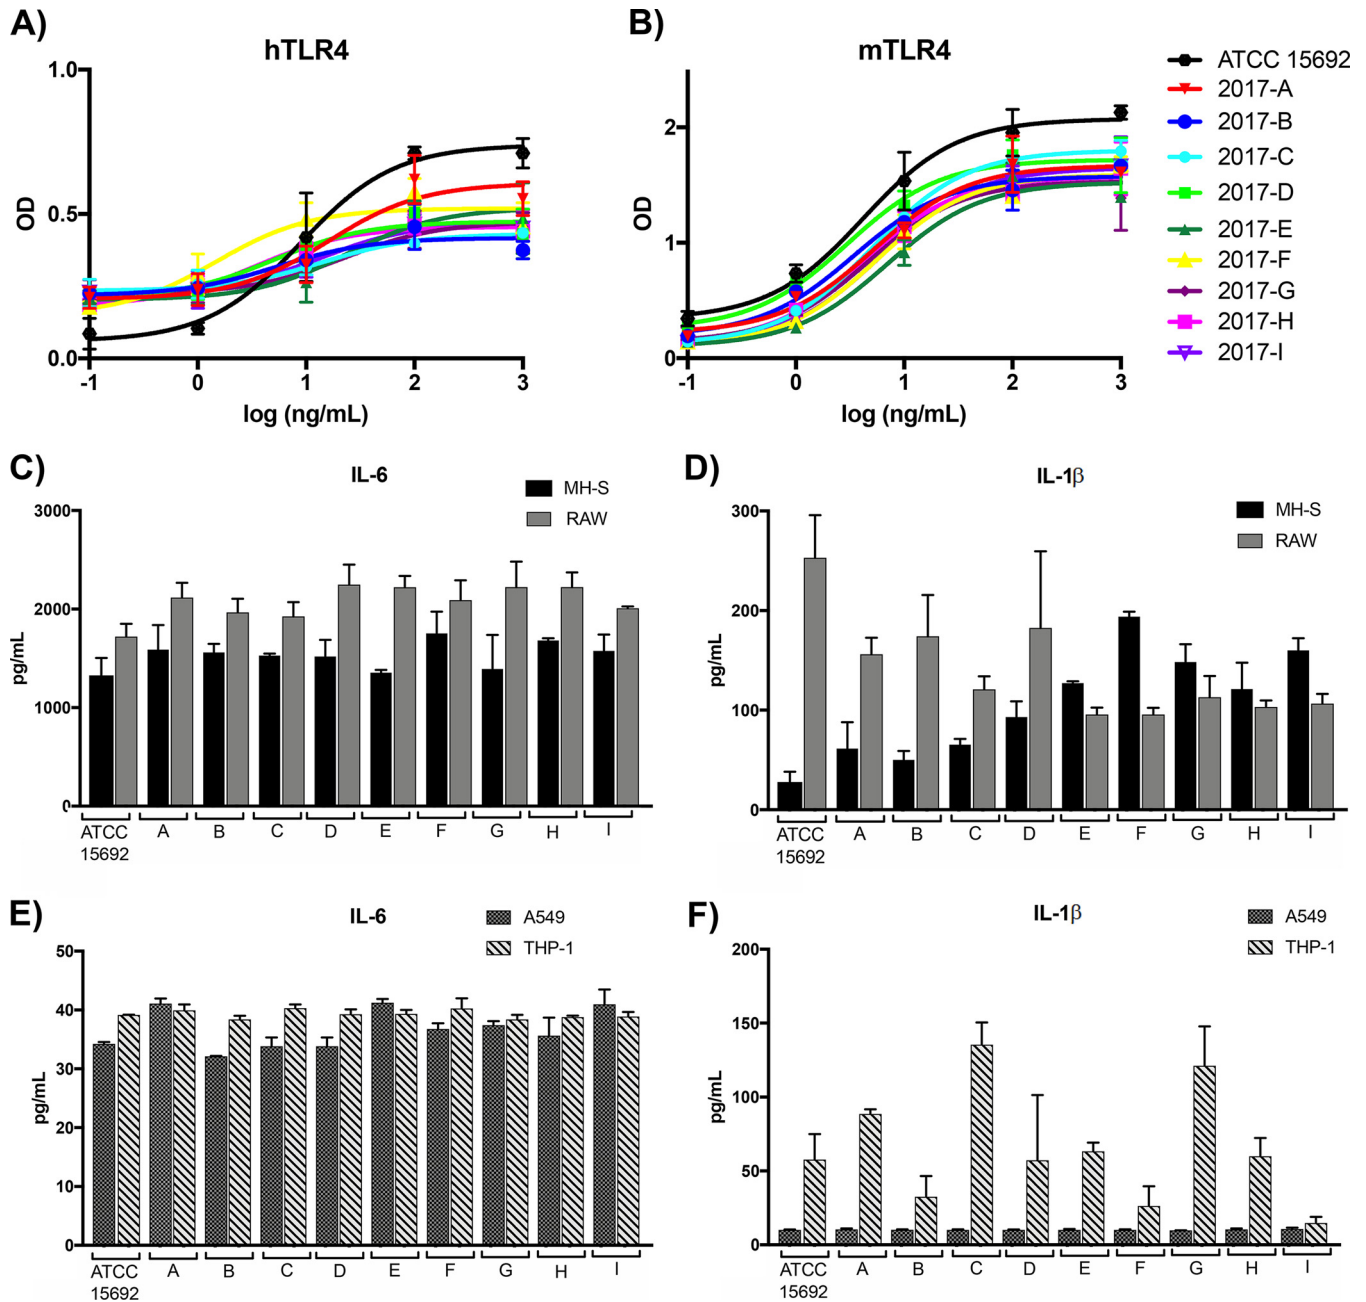 A)
hTLR4
OD
1.0
0.5
0.0
-1 0 1 2 3
log (ng/mL)
B)
mTLR4
OD
2
1
0
-1 0 1 2 3
log (ng/mL)
ATCC 15692
2017-A
2017-B
2017-C
2017-D
2017-E
2017-F
2017-G
2017-H
2017-I
C)
IL-6
MH-S
RAW
pg/mL
3000
2000
1000
0
ATCC 15692 A B C D E F G H I
D)
IL-1β
MH-S
RAW
pg/mL
300
200
100
0
ATCC 15692 A B C D E F G H I
E)
IL-6
A549
THP-1
pg/mL
50
40
30
20
10
0
ATCC 15692 A B C D E F G H I
F)
IL-1β
A549
THP-1
pg/mL
200
150
100
50
0
ATCC 15692 A B C D E F G H I